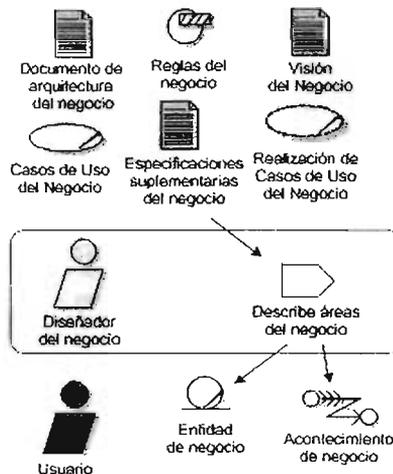 Documento de
arquitectura
del negocio
Reglas del
negocio
Visión
del Negocio
Casos de Uso
del Negocio
Especificaciones
suplementarias
del negocio
Realización de
Casos de Uso
del Negocio
Diseñador
del negocio
Describe áreas
del negocio
Usuario
Entidad
de negocio
Acontecimiento
de negocio